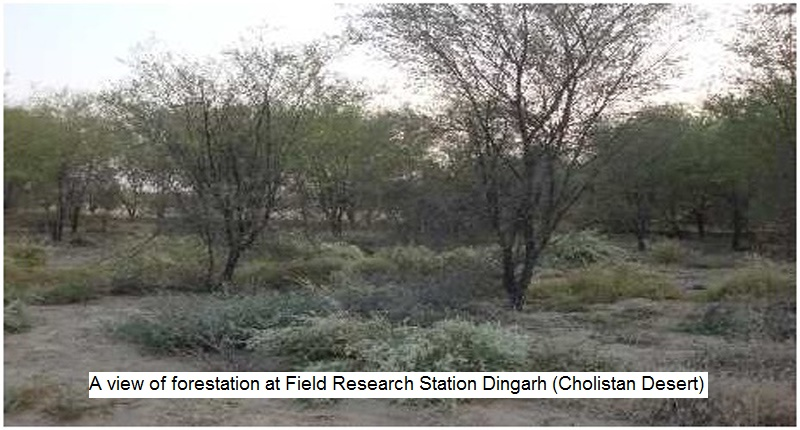 A view of forestation at Field Research Station Dingarh (Cholistan Desert)